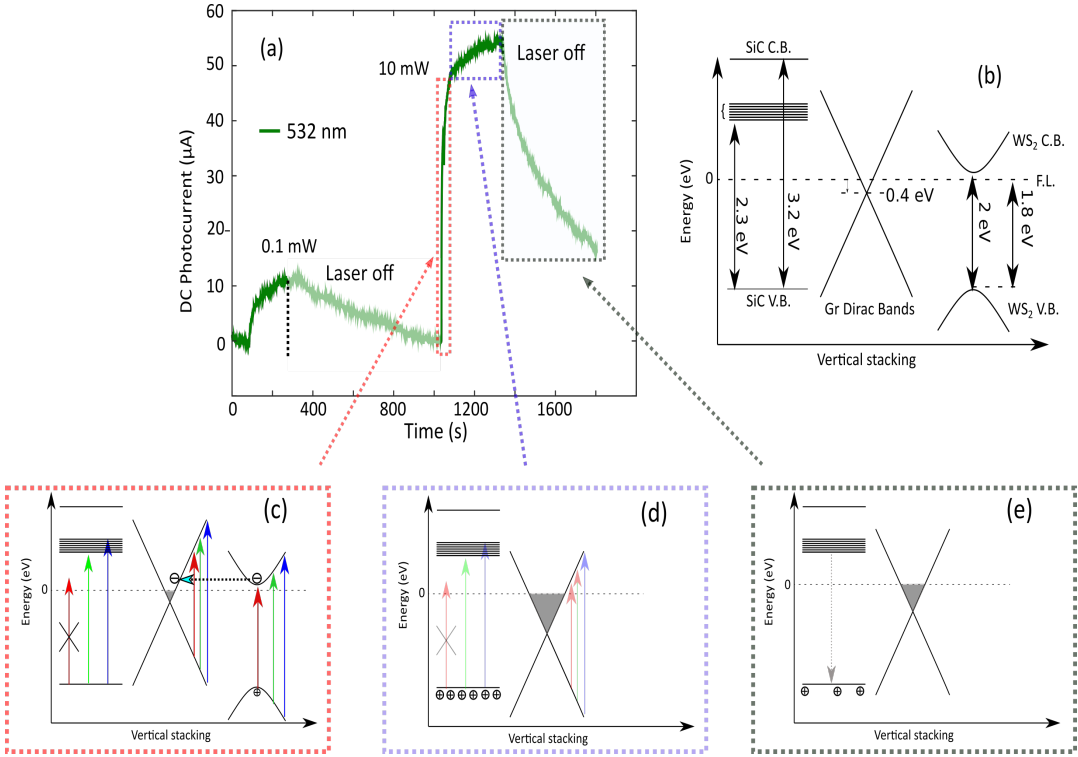 (a)
60
50
40
30
20
10
0
DC Photocurrent (µA)
532 nm
10 mW
0.1 mW
Laser off
Laser off
0
400
800
1200
1600
Time (s)
(b)
SiC C.B.
{
Energy (eV)
0
2.3 eV
3.2 eV
-0.4 eV
WS2 C.B.
F.L.
2 eV
1.8 eV
SiC V.B.
Gr Dirac Bands
WS2 V.B.
Vertical stacking
(c)
Energy (eV)
0
Vertical stacking
(d)
Energy (eV)
0
Vertical stacking
(e)
Energy (eV)
0
Vertical stacking